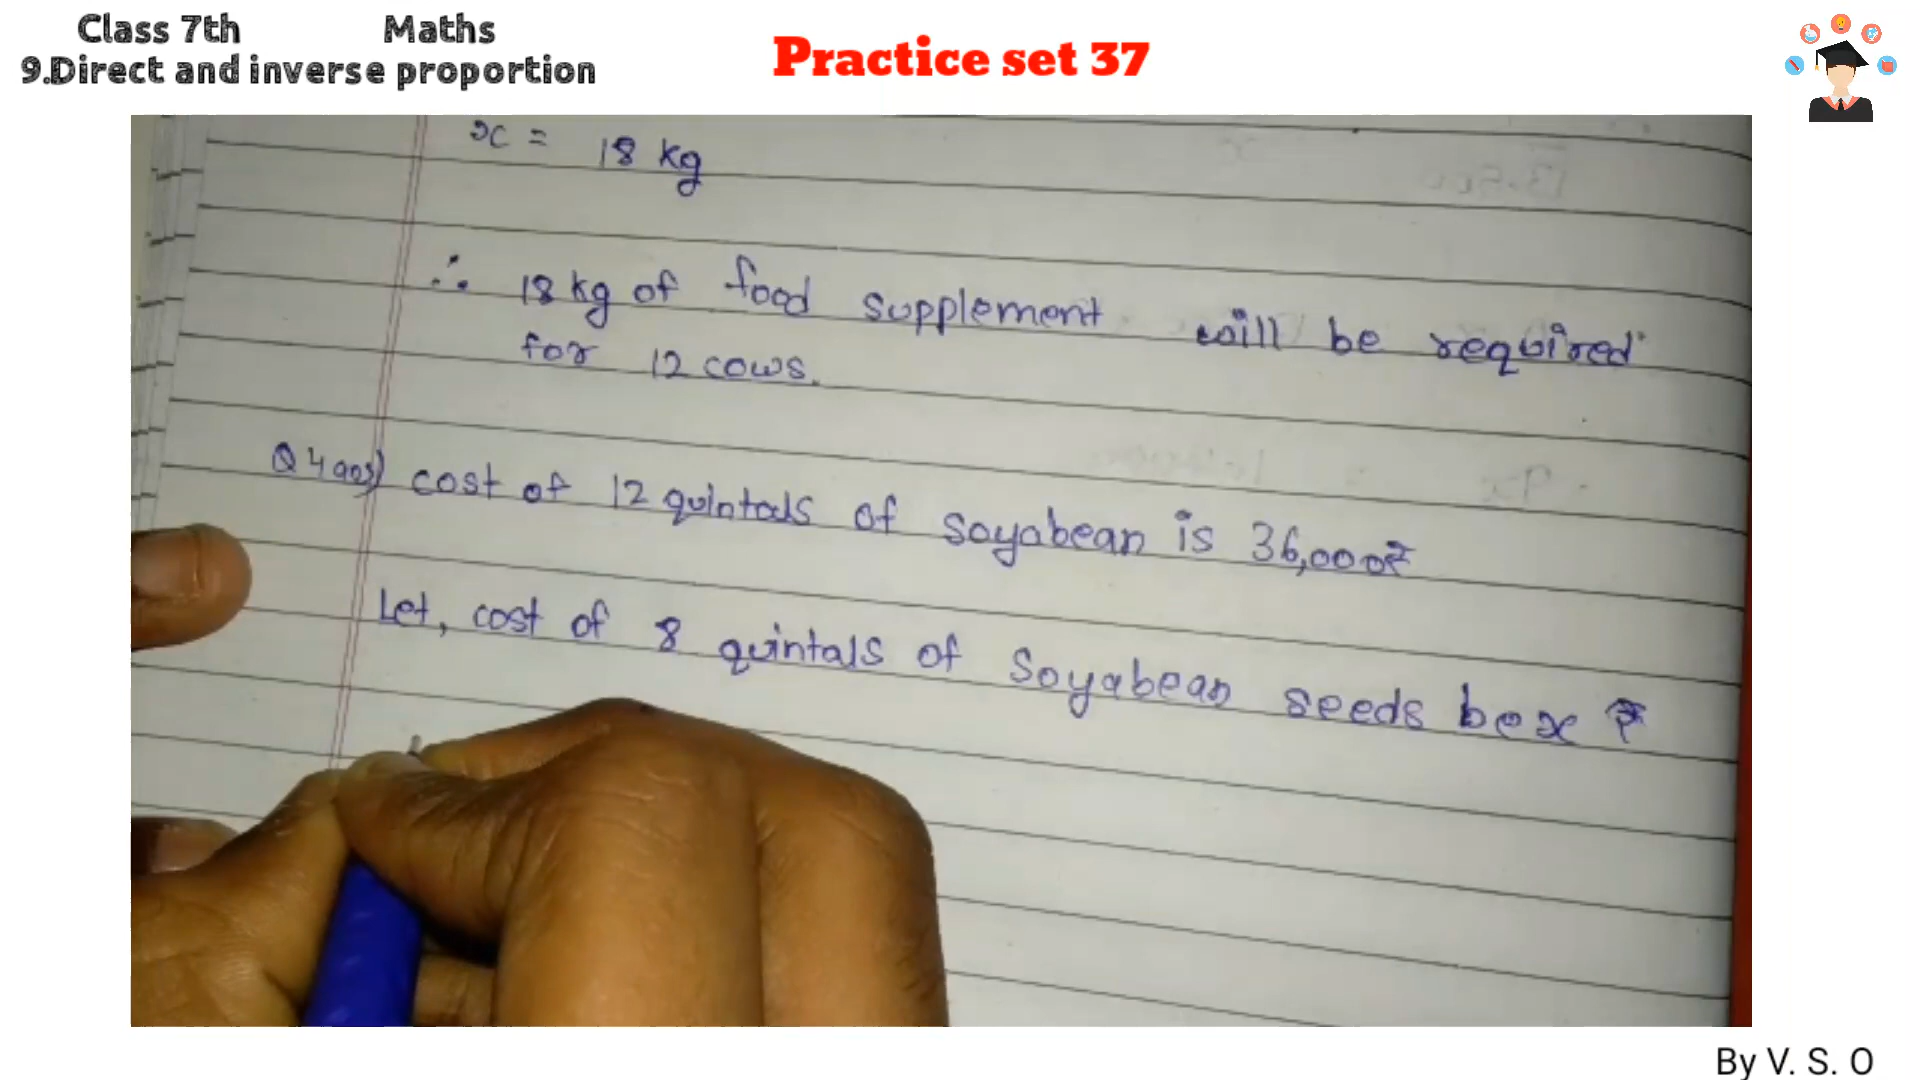 Class 7th Maths
9.Direct and inverse proportion
Practice set 37
x = 18 kg
∴ 18 kg of food supplement will be required
for 12 cows.
Q 4 ans) cost of 12 quintals of soyabean is 36,000₹
Let, cost of 8 quintals of Soyabean seeds be x ₹
By V. S. O